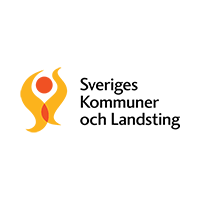 Sveriges
Kommuner
och Landsting